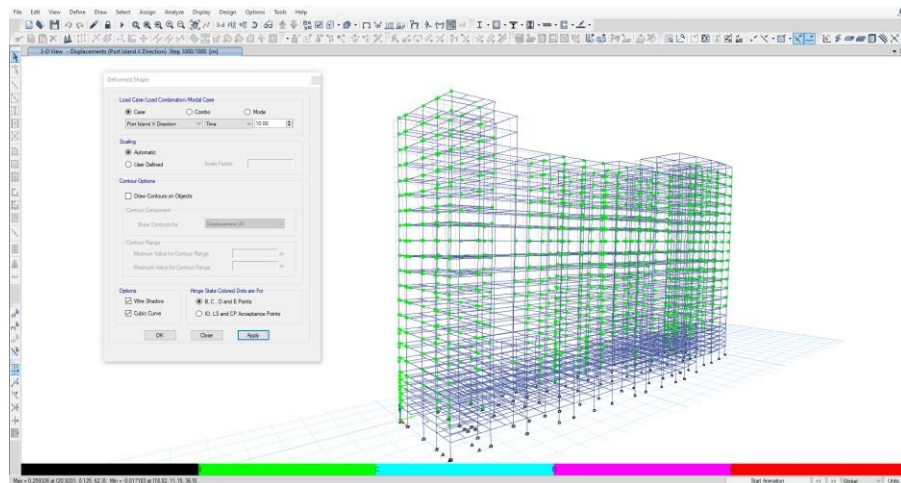 File Edit View Define Draw Select Assign Analyze Display Design Options Tools Help
3-D View - Displacements (Port Island X Direction) Step 1000/1000 [m]
Deformed Shape
Load Case/Load Combination/Modal Case
Case Combo Mode
Port Island X Direction Time 10.00
Scaling
Automatic
User Defined Scale Factor
Contour Options
Draw Contours on Objects
Contour Component
Show Contours for Displacement
Contour Range
Minimum Value for Contour Range m
Maximum Value for Contour Range m
Options Hinge State Colored Dots are For
Wire Shadow B, C, D and E Points
Cubic Curve IO, LS and CP Acceptance Points
OK Close Apply
B C D E
Start Animation << >> Global Units